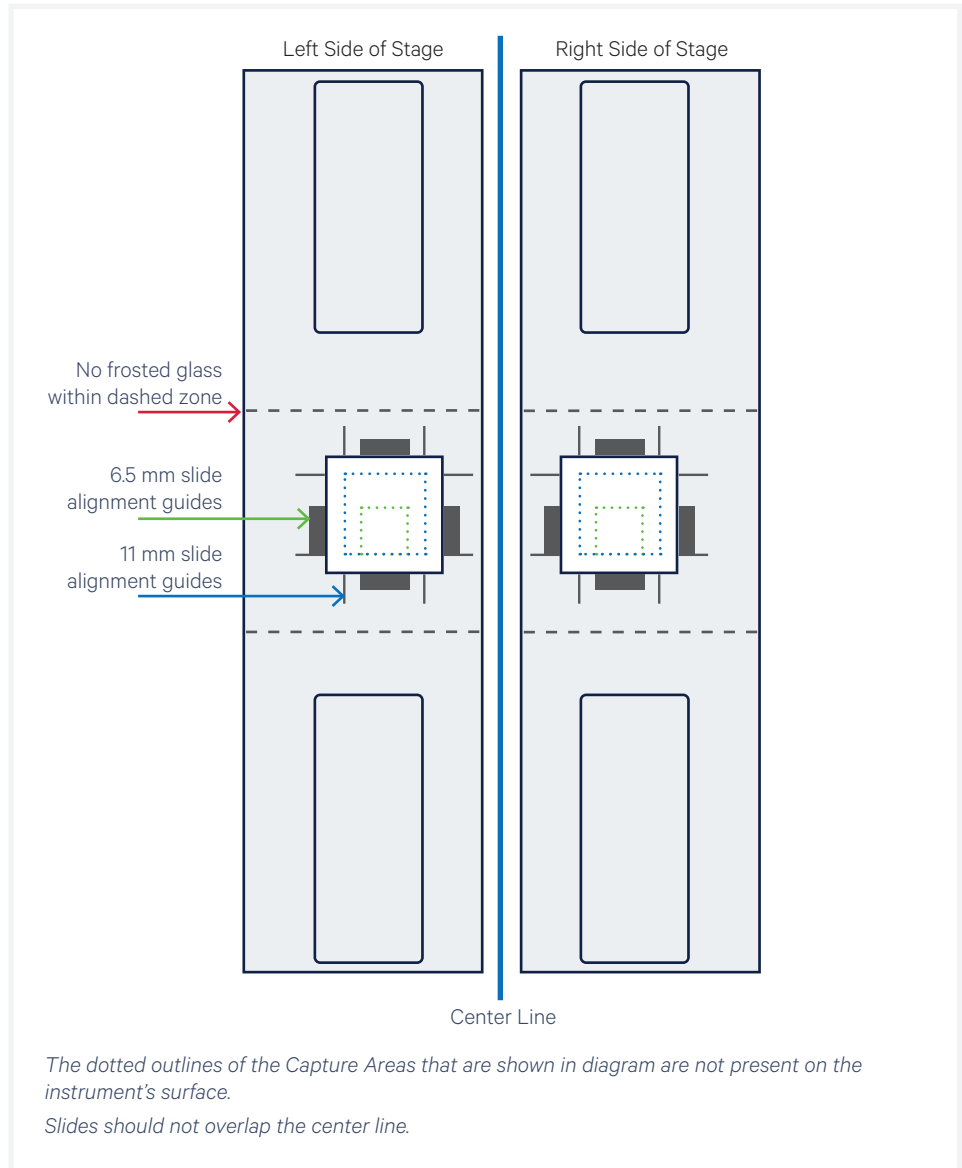 Left Side of Stage
Right Side of Stage
No frosted glass
within dashed zone
6.5 mm slide
alignment guides
11 mm slide
alignment guides
Center Line
The dotted outlines of the Capture Areas that are shown in diagram are not present on the
instrument's surface.
Slides should not overlap the center line.